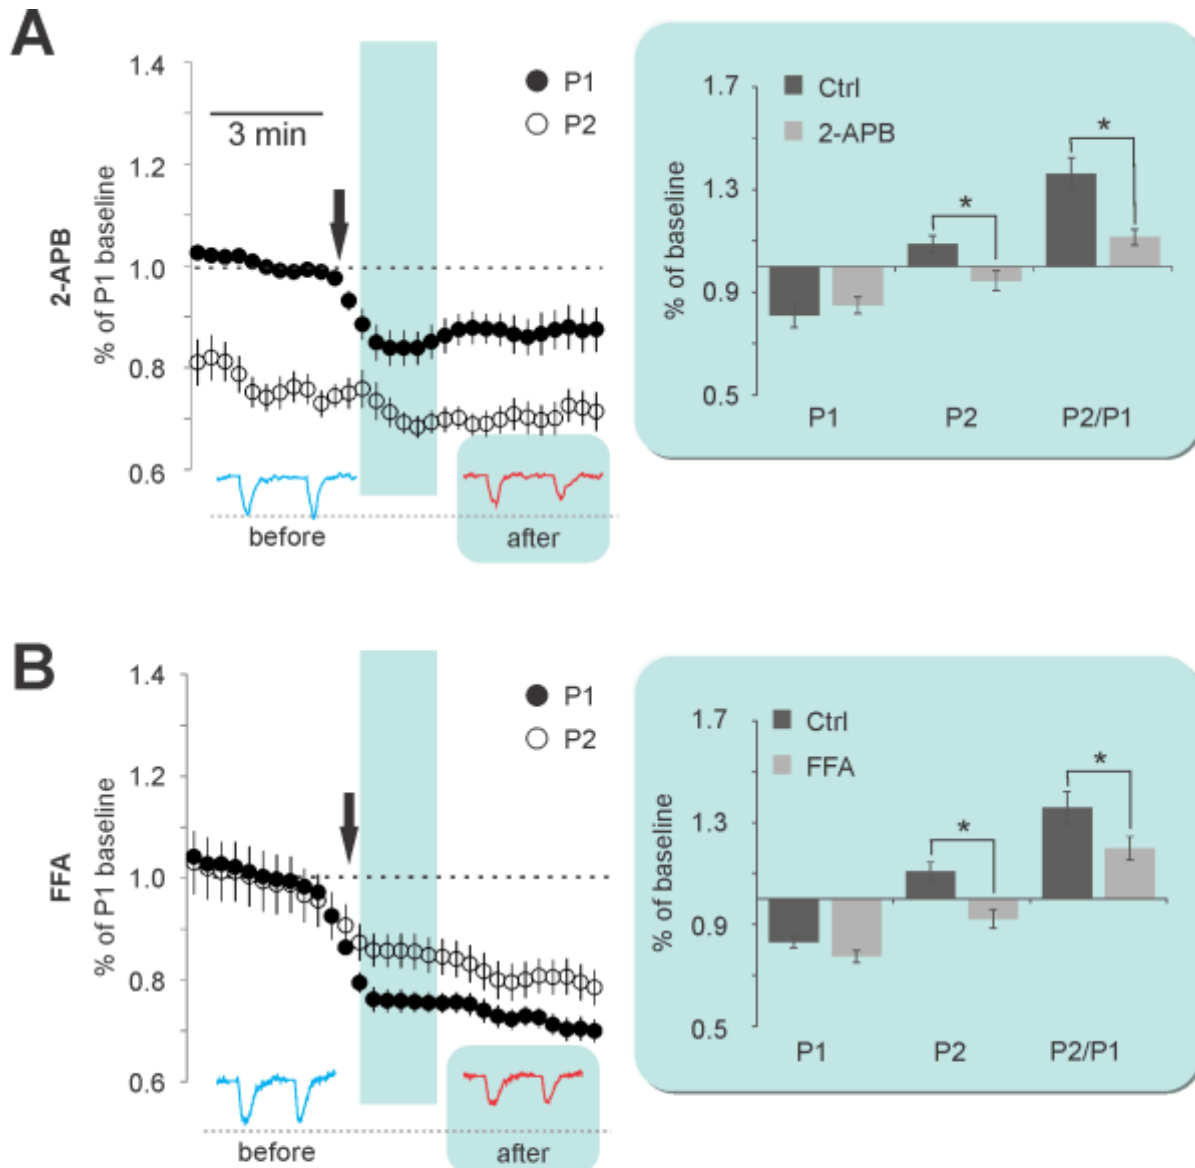 A
2-APB
% of P1 baseline
1.4
1.2
1.0
0.8
0.6
3 min
P1
P2
before
after
% of baseline
1.7
1.3
0.9
0.5
Ctrl
2-APB
*
*
P1
P2
P2/P1
B
FFA
% of P1 baseline
1.4
1.2
1.0
0.8
0.6
P1
P2
before
after
% of baseline
1.7
1.3
0.9
0.5
Ctrl
FFA
*
*
P1
P2
P2/P1